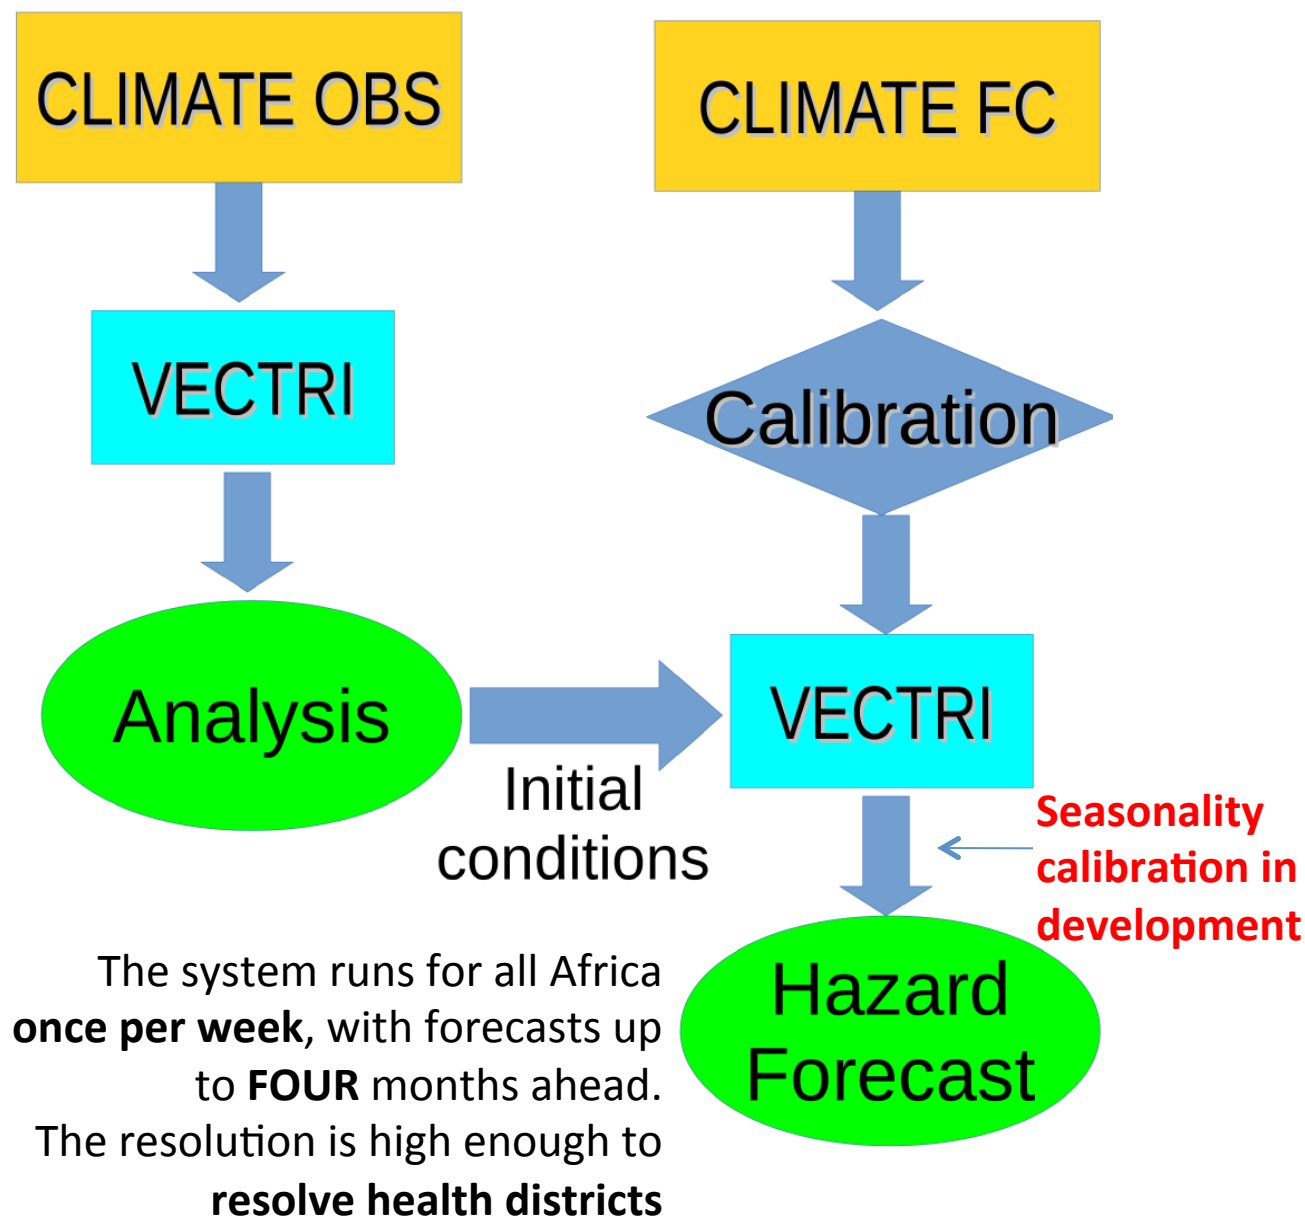 CLIMATE OBS
CLIMATE FC
VECTRI
Calibration
Analysis
Initial
conditions
VECTRI
Seasonality
calibration in
development
Hazard
Forecast
The system runs for all Africa
once per week, with forecasts up
to FOUR months ahead.
The resolution is high enough to
resolve health districts